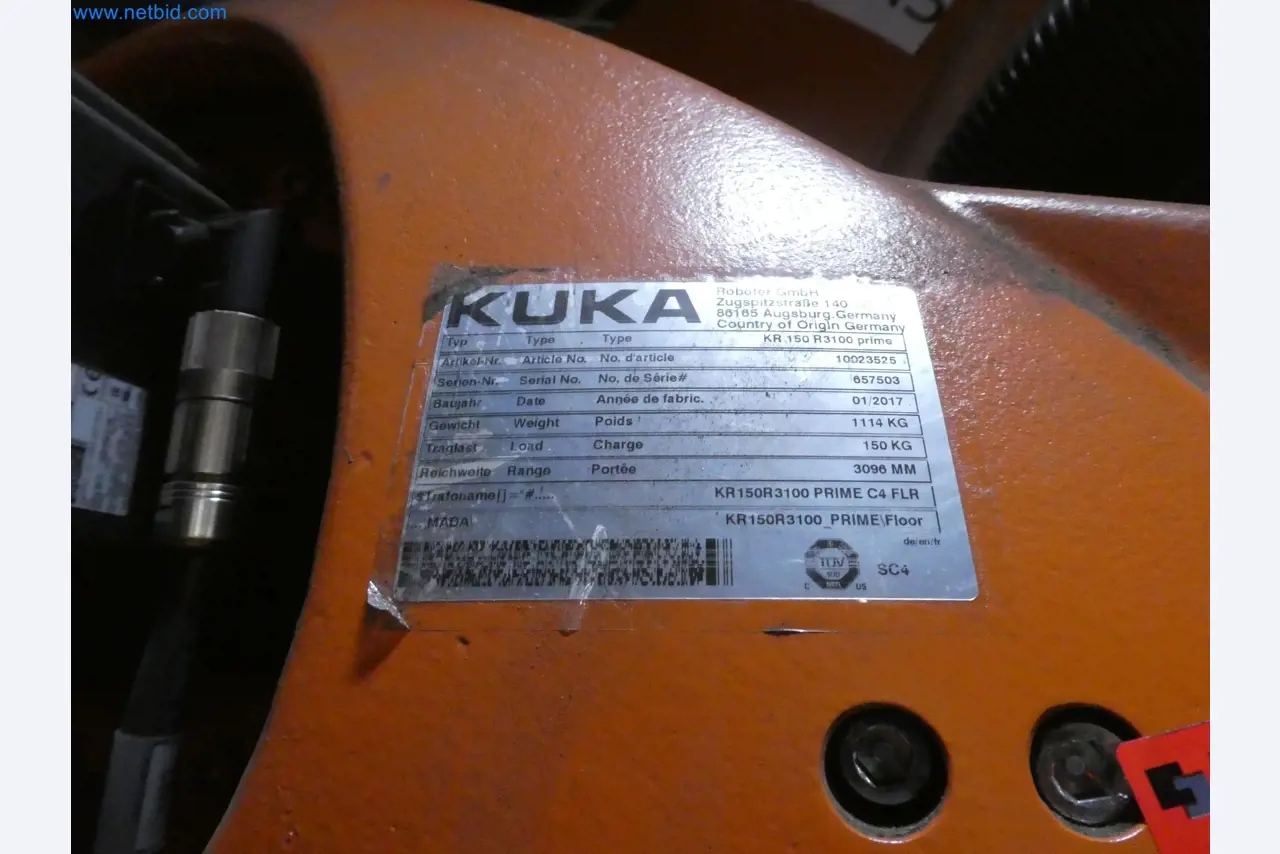 www.netbid.com
KUKA
Roboter GmbH
Zugspitzstraße 140
86165 Augsburg.Germany
Country of Origin Germany
Typ Type Type KR 150 R3100 prime
Artikel-Nr. Article No. No. d'article 10023525
Serien-Nr. Serial No. No. de Série# 657503
Baujahr Date Année de fabric. 01/2017
Gewicht Weight Poids 1114 KG
Traglast Load Charge 150 KG
Reichweite Range Portée 3096 MM
$Trafoname[]="#..... KR150R3100 PRIME C4 FLR
... MADA KR150R3100_PRIME\Floor
de/en/fr
TÜV
C US
SC4